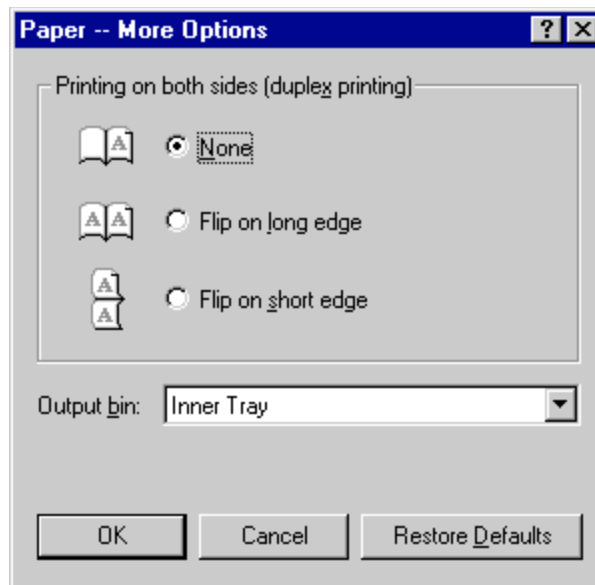 Paper -- More Options
Printing on both sides (duplex printing)
A
None
A A
Flip on long edge
A
A
Flip on short edge
Output bin: Inner Tray
OK Cancel Restore Defaults